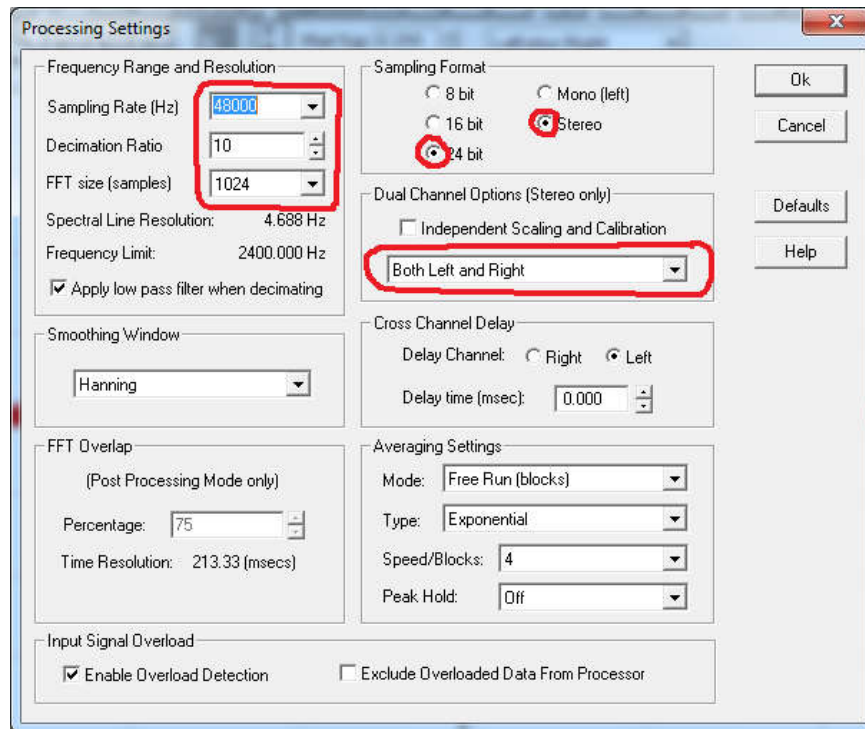 Processing Settings
Frequency Range and Resolution
Sampling Rate (Hz) 48000
Decimation Ratio 10
FFT size (samples) 1024
Spectral Line Resolution: 4.688 Hz
Frequency Limit: 2400.000 Hz
Apply low pass filter when decimating
Smoothing Window
Hanning
FFT Overlap
(Post Processing Mode only)
Percentage: 75
Time Resolution: 213.33 (msecs)
Sampling Format
8 bit Mono (left)
16 bit Stereo
24 bit
Dual Channel Options (Stereo only)
Independent Scaling and Calibration
Both Left and Right
Cross Channel Delay
Delay Channel: Right Left
Delay time (msec): 0.000
Averaging Settings
Mode: Free Run (blocks)
Type: Exponential
Speed/Blocks: 4
Peak Hold: Off
Input Signal Overload
Enable Overload Detection Exclude Overloaded Data From Processor
Ok
Cancel
Defaults
Help